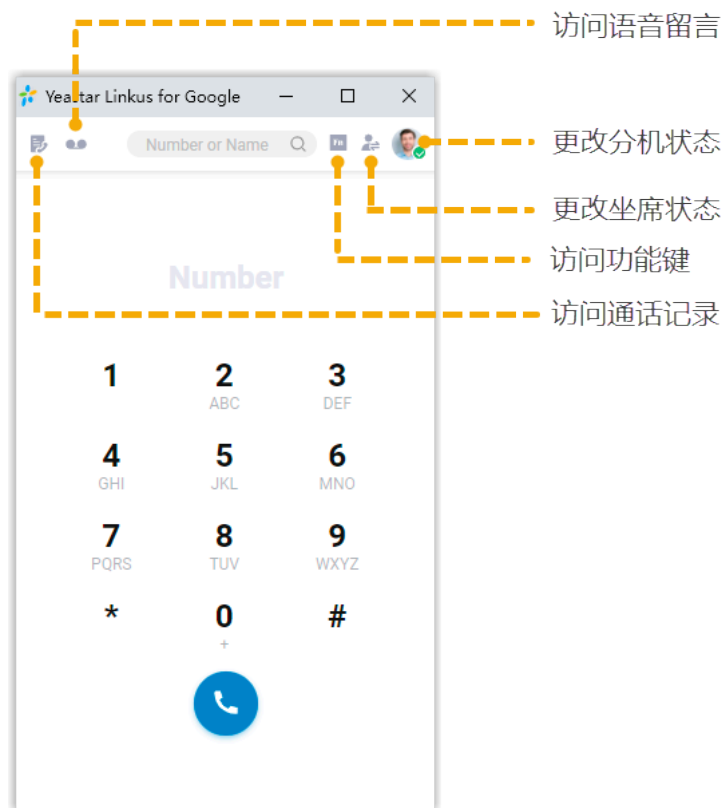 访问语音留言
Yeastar Linkus for Google
Number or Name
Fn
更改分机状态
更改坐席状态
访问功能键
Number
访问通话记录
1 2 3
ABC DEF
4 5 6
GHI JKL MNO
7 8 9
PQRS TUV WXYZ
* 0 #
+